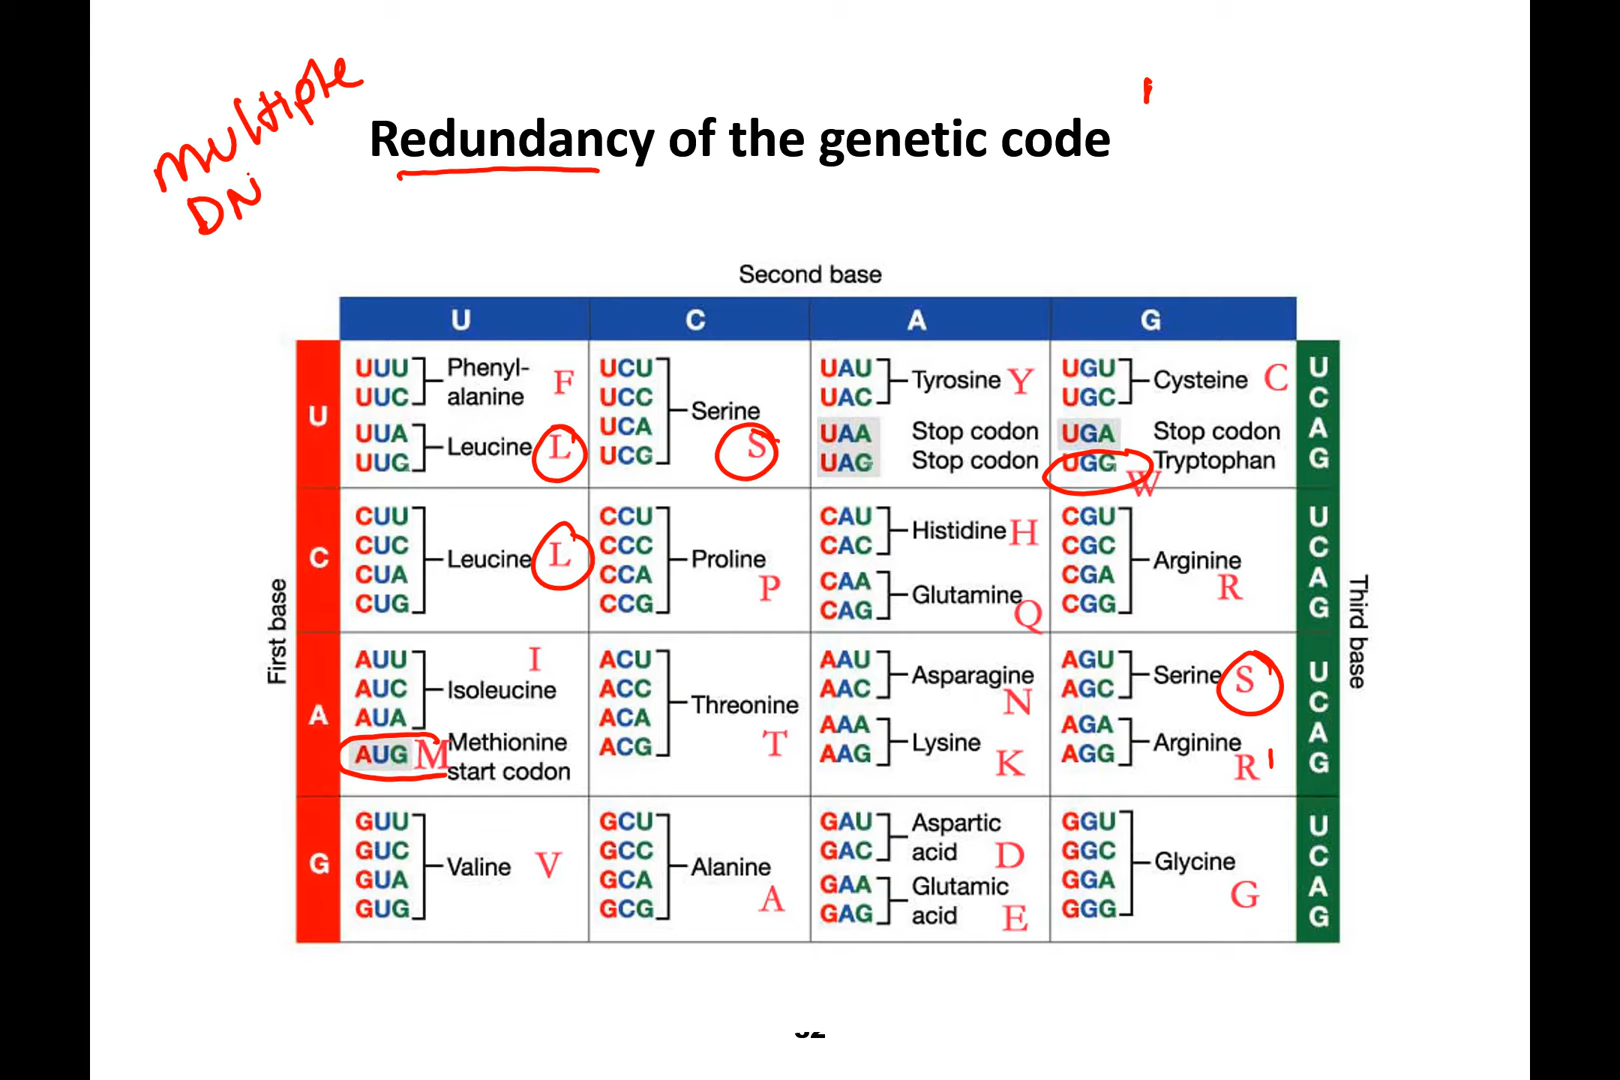 multiple
DN
Redundancy of the genetic code
Second base
U C A G
First base
Third base
U
UUU
UUC
Phenyl-
alanine F
UUA
UUG
Leucine L
UCU
UCC
UCA
UCG
Serine S
UAU
UAC
Tyrosine Y
UAA Stop codon
UAG Stop codon
UGU
UGC
Cysteine C
UGA Stop codon
UGG Tryptophan W
U
C
A
G
C
CUU
CUC
CUA
CUG
Leucine L
CCU
CCC
CCA
CCG
Proline P
CAU
CAC
Histidine H
CAA
CAG
Glutamine Q
CGU
CGC
CGA
CGG
Arginine R
U
C
A
G
A
AUU
AUC
AUA
Isoleucine I
AUG M Methionine
start codon
ACU
ACC
ACA
ACG
Threonine T
AAU
AAC
Asparagine N
AAA
AAG
Lysine K
AGU
AGC
Serine S
AGA
AGG
Arginine R
U
C
A
G
G
GUU
GUC
GUA
GUG
Valine V
GCU
GCC
GCA
GCG
Alanine A
GAU
GAC
Aspartic
acid D
GAA
GAG
Glutamic
acid E
GGU
GGC
GGA
GGG
Glycine G
U
C
A
G